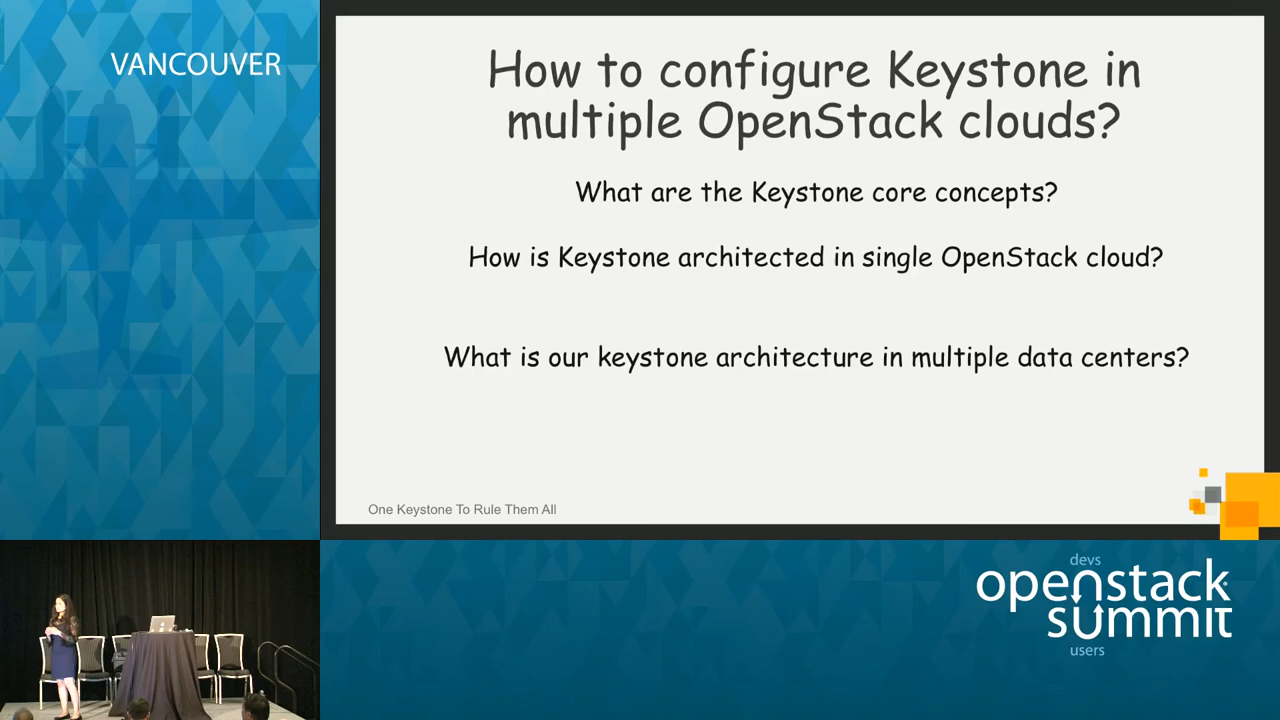 VANCOUVER
How to configure Keystone in
multiple OpenStack clouds?
What are the Keystone core concepts?
How is Keystone architected in single OpenStack cloud?
What is our keystone architecture in multiple data centers?
One Keystone To Rule Them All
devs
openstack
summit
users